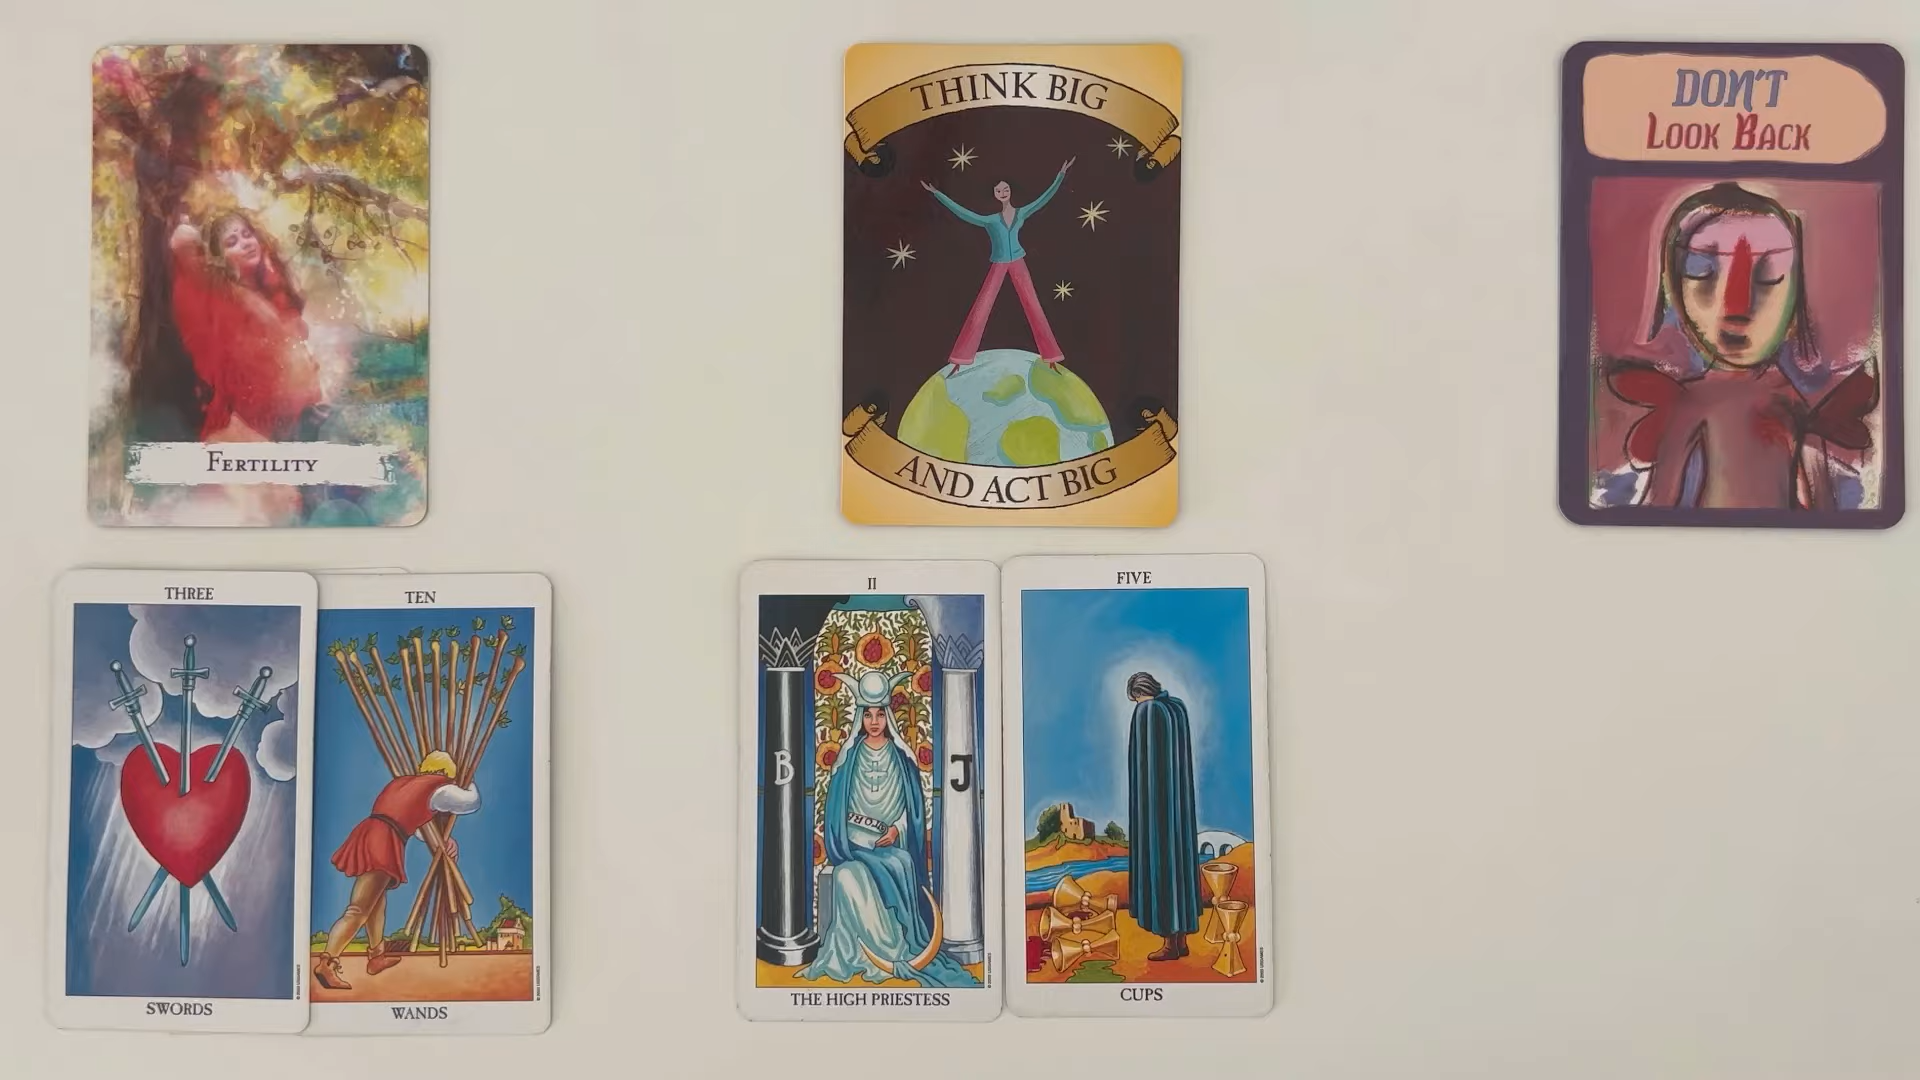 FERTILITY
THINK BIG
AND ACT BIG
DON'T
LOOK BACK
THREE
SWORDS
TEN
WANDS
II
B
J
TORA
THE HIGH PRIESTESS
FIVE
CUPS